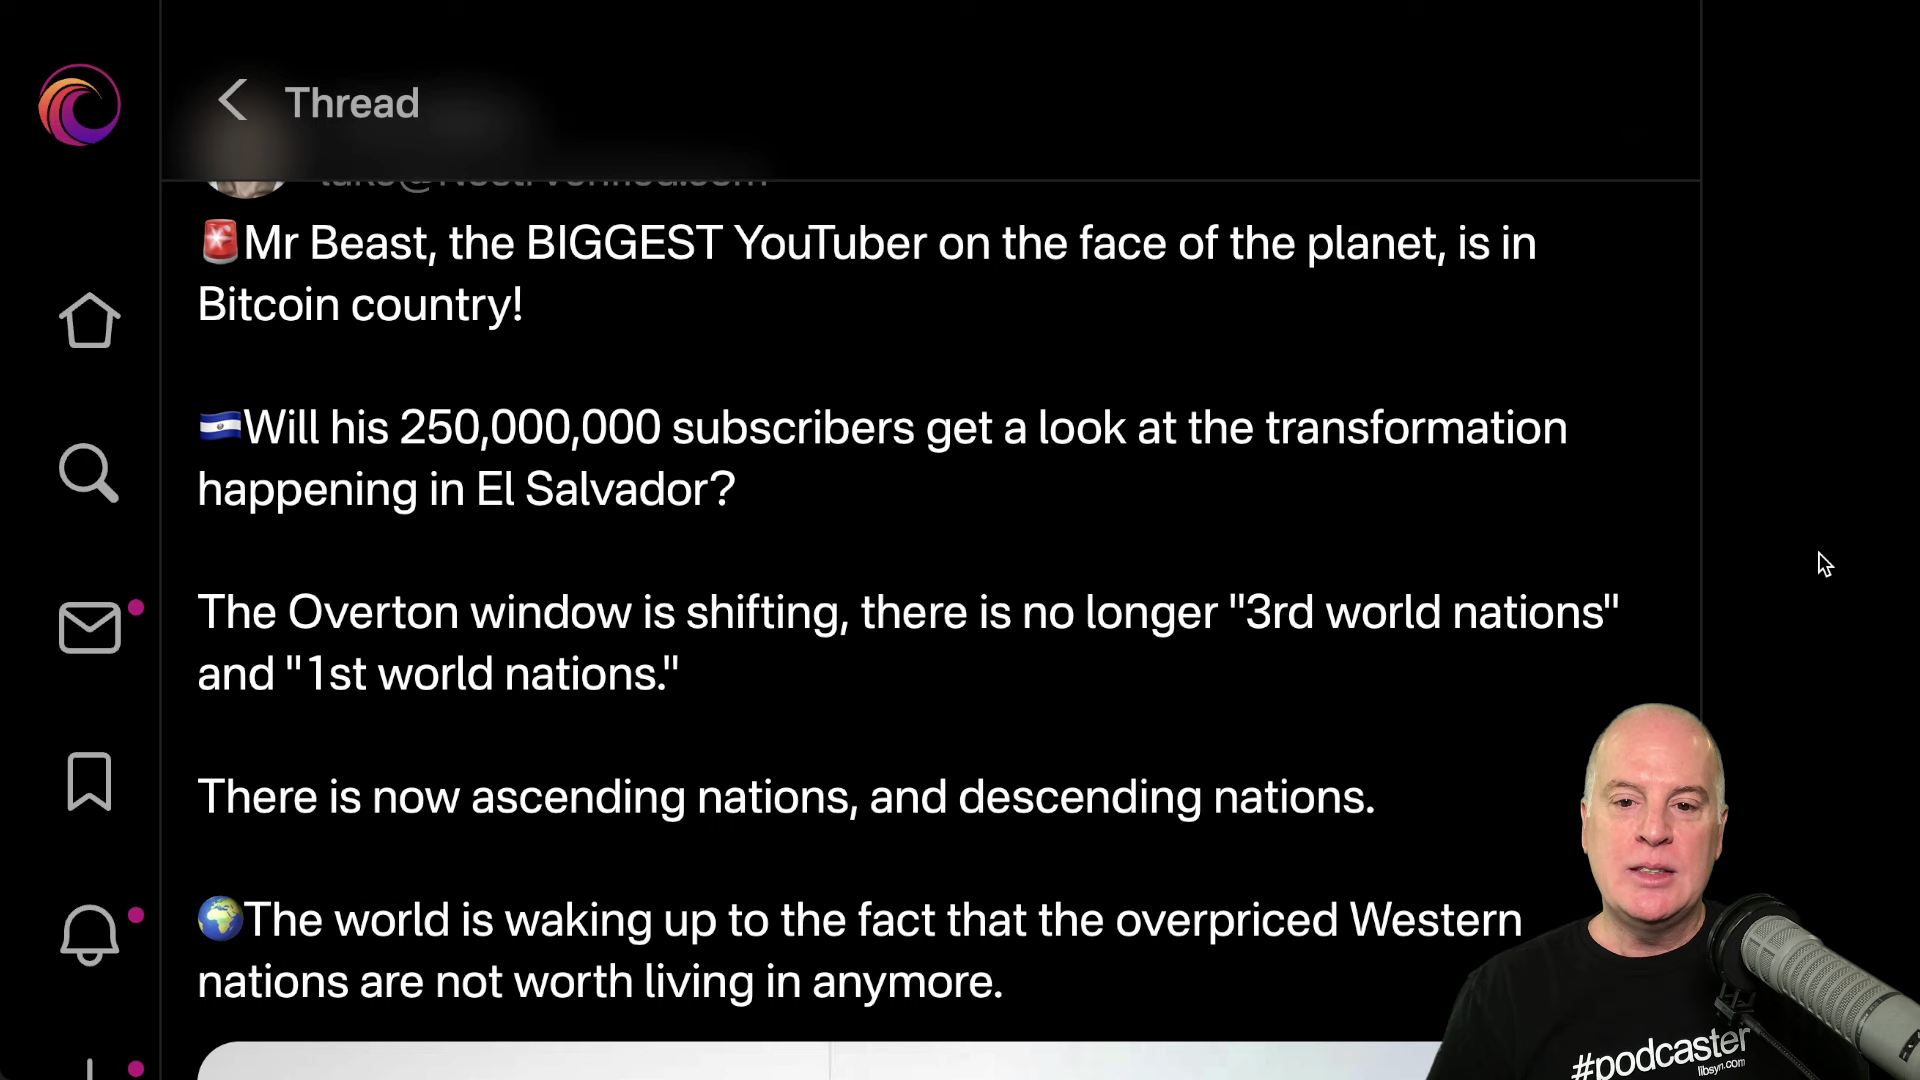 Thread
🚨Mr Beast, the BIGGEST YouTuber on the face of the planet, is in
Bitcoin country!
🇸🇻Will his 250,000,000 subscribers get a look at the transformation
happening in El Salvador?
The Overton window is shifting, there is no longer "3rd world nations"
and "1st world nations."
There is now ascending nations, and descending nations.
🌍The world is waking up to the fact that the overpriced Western
nations are not worth living in anymore.
#podcaster
libsyn.com